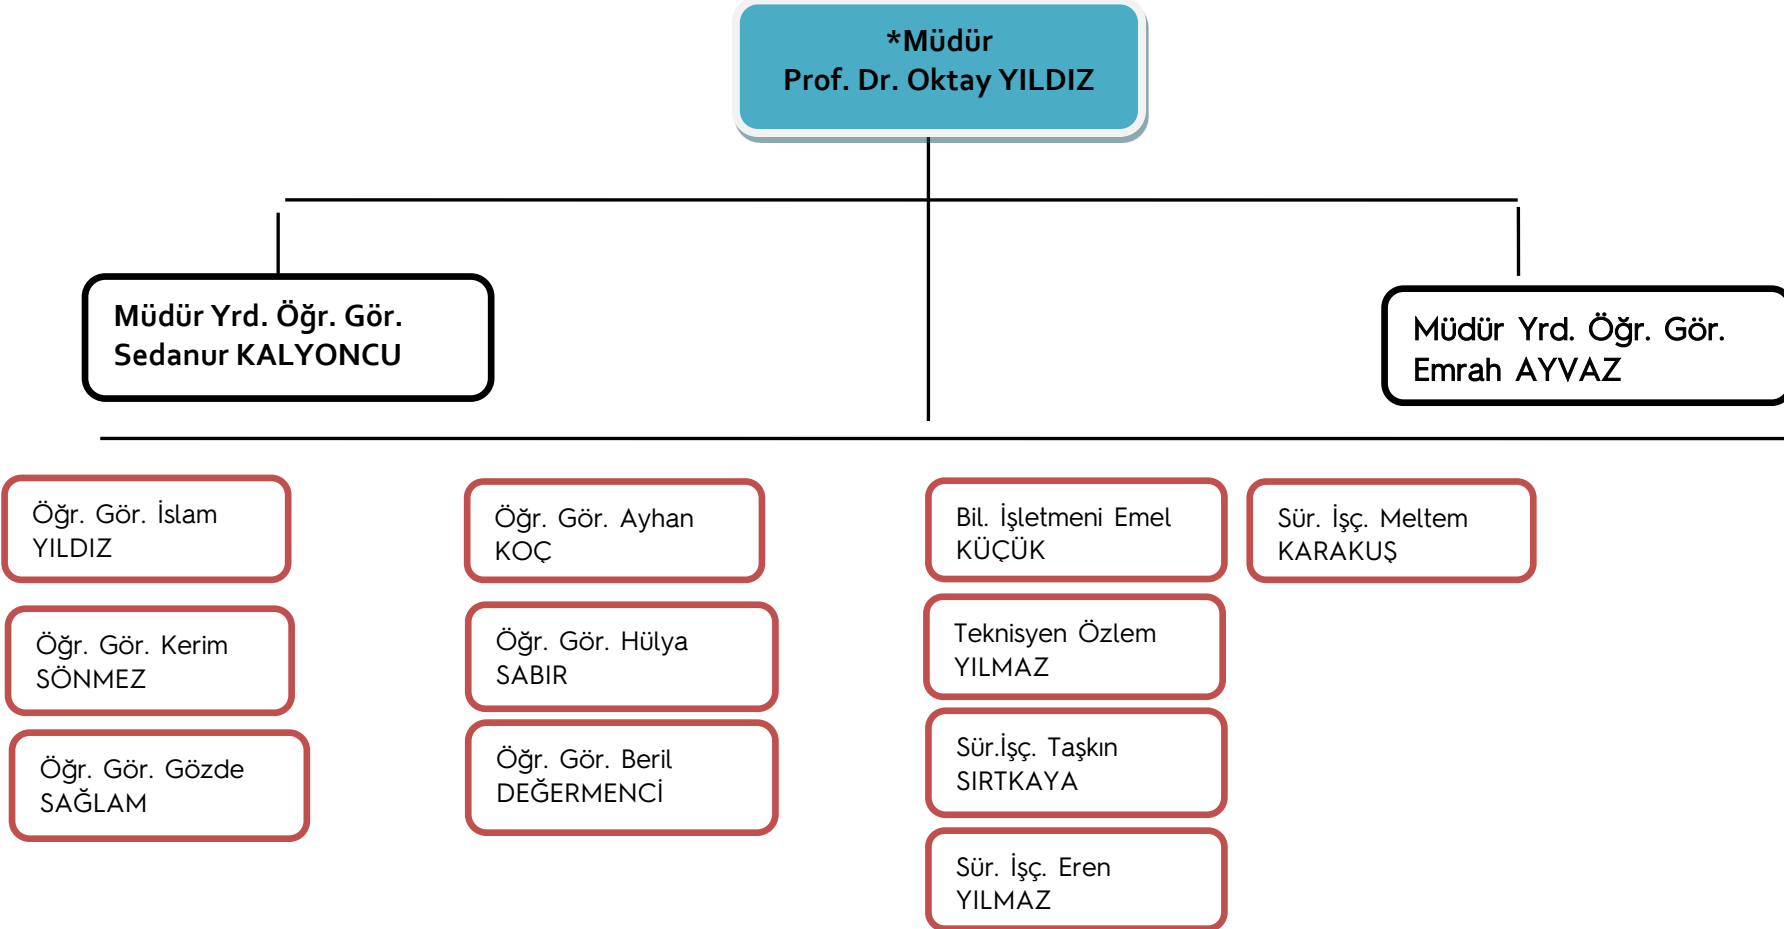 *Müdür
Prof. Dr. Oktay YILDIZ
Müdür Yrd. Öğr. Gör.
Sedanur KALYONCU
Müdür Yrd. Öğr. Gör.
Emrah AYVAZ
Öğr. Gör. İslam
YILDIZ
Öğr. Gör. Kerim
SÖNMEZ
Öğr. Gör. Gözde
SAĞLAM
Öğr. Gör. Ayhan
KOÇ
Öğr. Gör. Hülya
SABIR
Öğr. Gör. Beril
DEĞERMENCİ
Bil. İşletmeni Emel
KÜÇÜK
Teknisyen Özlem
YILMAZ
Sür.İşç. Taşkın
SIRTKAYA
Sür. İşç. Eren
YILMAZ
Sür. İşç. Meltem
KARAKUŞ